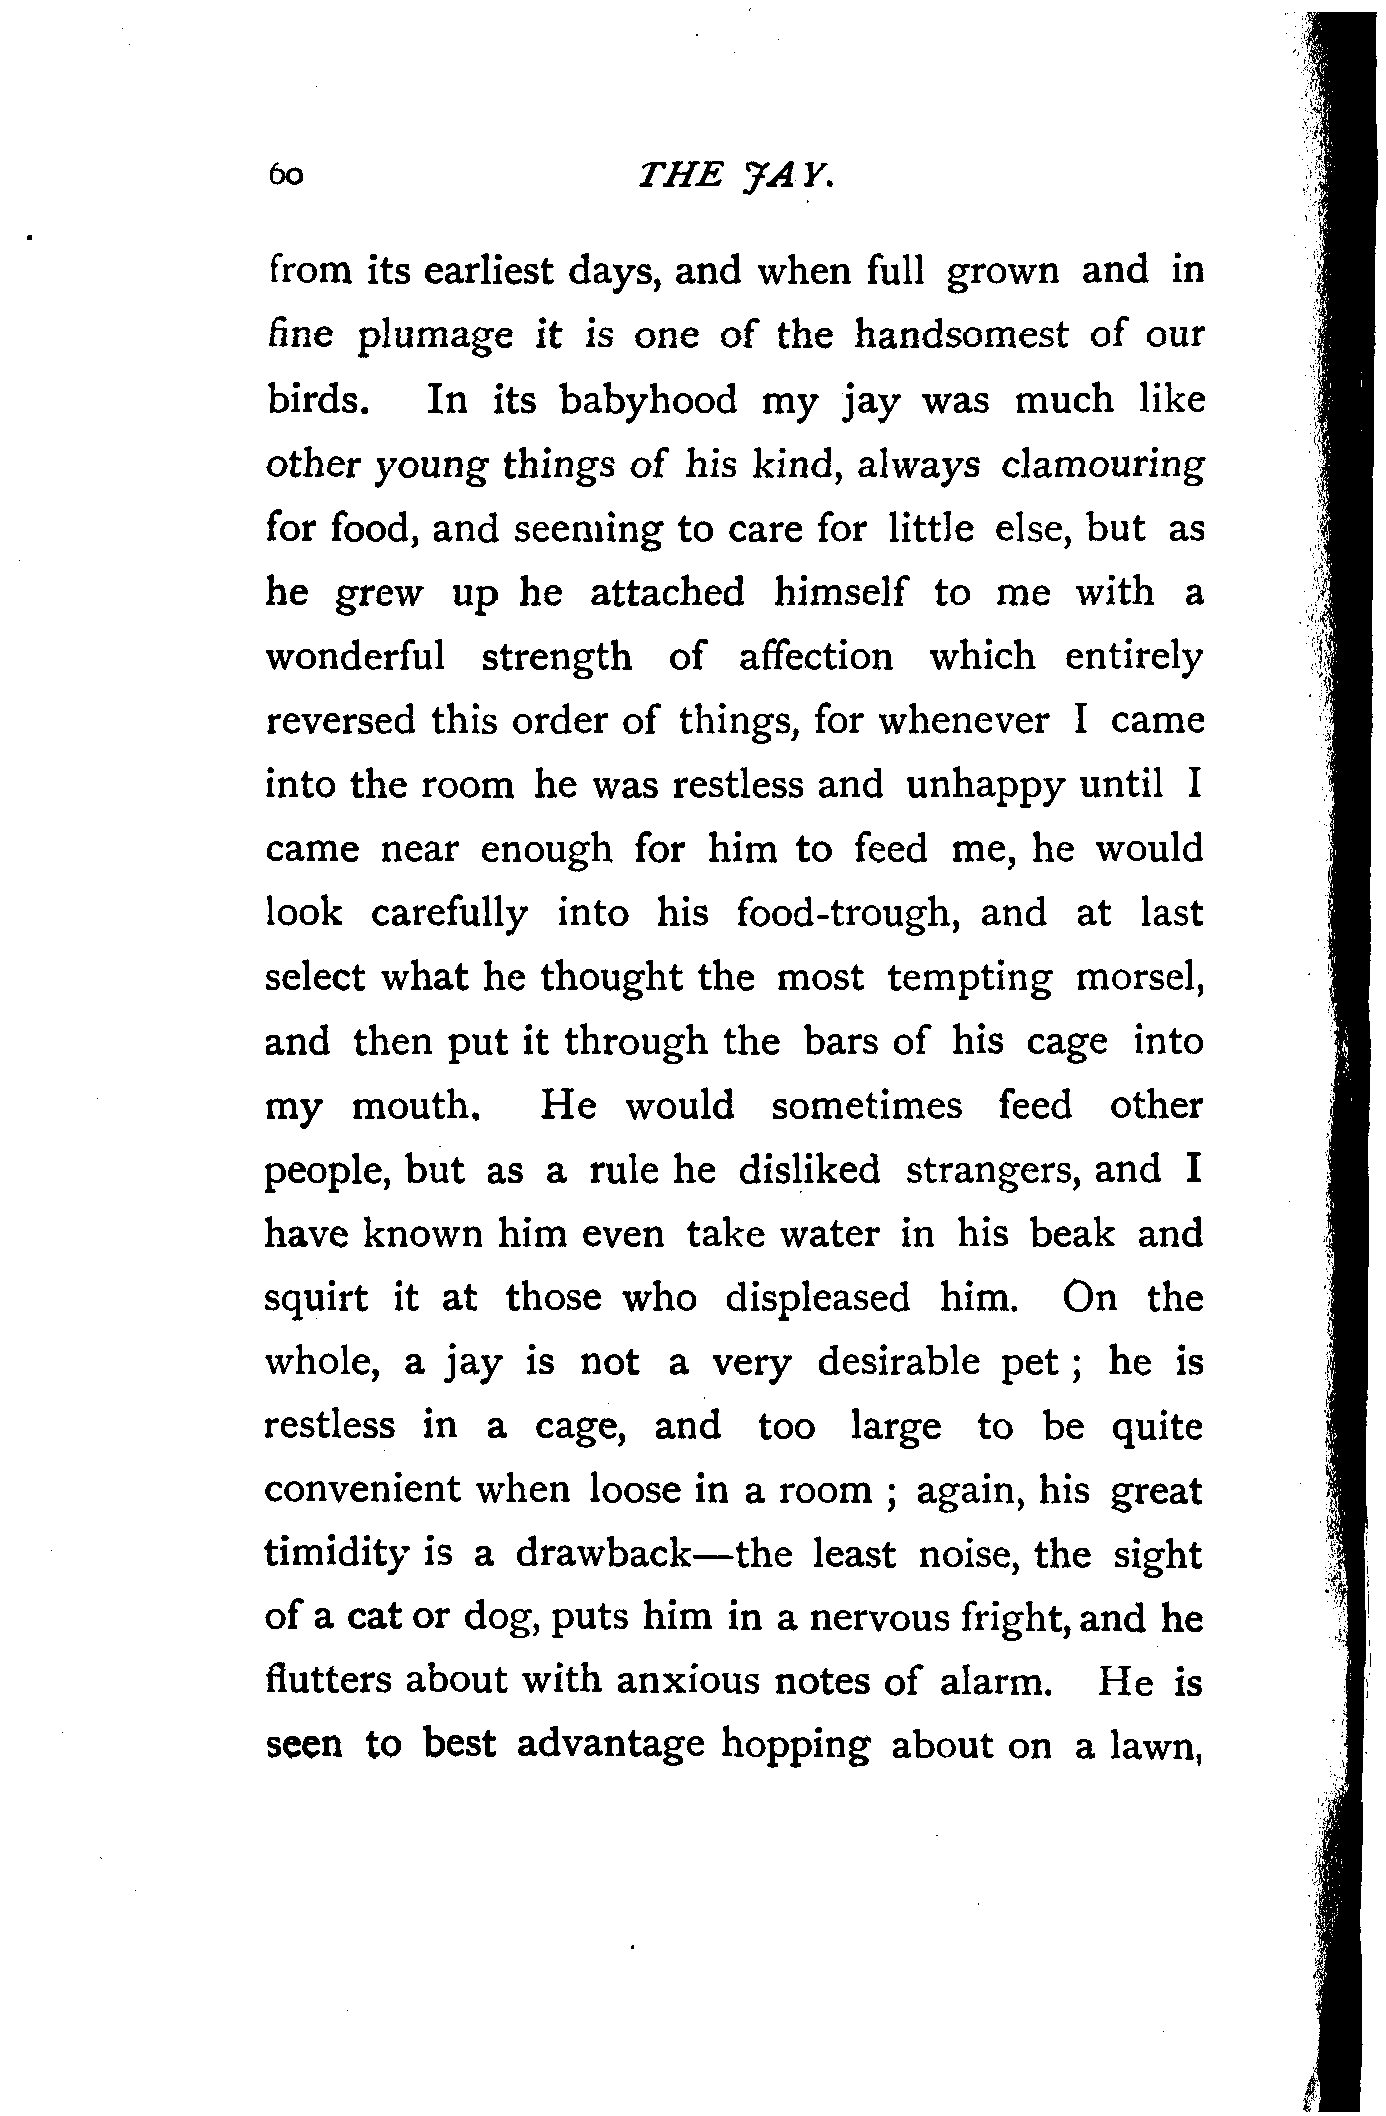 60 THE JAY.
from its earliest days, and when full grown and in
fine plumage it is one of the handsomest of our
birds. In its babyhood my jay was much like
other young things of his kind, always clamouring
for food, and seeming to care for little else, but as
he grew up he attached himself to me with a
wonderful strength of affection which entirely
reversed this order of things, for whenever I came
into the room he was restless and unhappy until I
came near enough for him to feed me, he would
look carefully into his food-trough, and at last
select what he thought the most tempting morsel,
and then put it through the bars of his cage into
my mouth. He would sometimes feed other
people, but as a rule he disliked strangers, and I
have known him even take water in his beak and
squirt it at those who displeased him. On the
whole, a jay is not a very desirable pet ; he is
restless in a cage, and too large to be quite
convenient when loose in a room ; again, his great
timidity is a drawback—the least noise, the sight
of a cat or dog, puts him in a nervous fright, and he
flutters about with anxious notes of alarm. He is
seen to best advantage hopping about on a lawn,